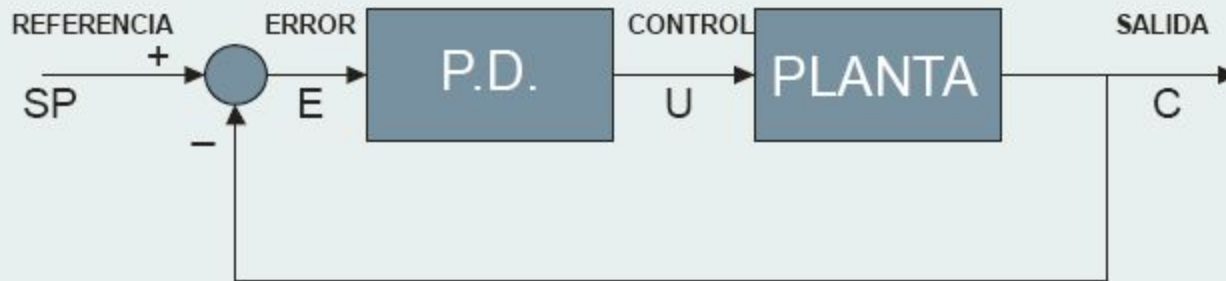 REFERENCIA
ERROR
CONTROL
SALIDA
+
P.D.
PLANTA
SP
E
U
C
−